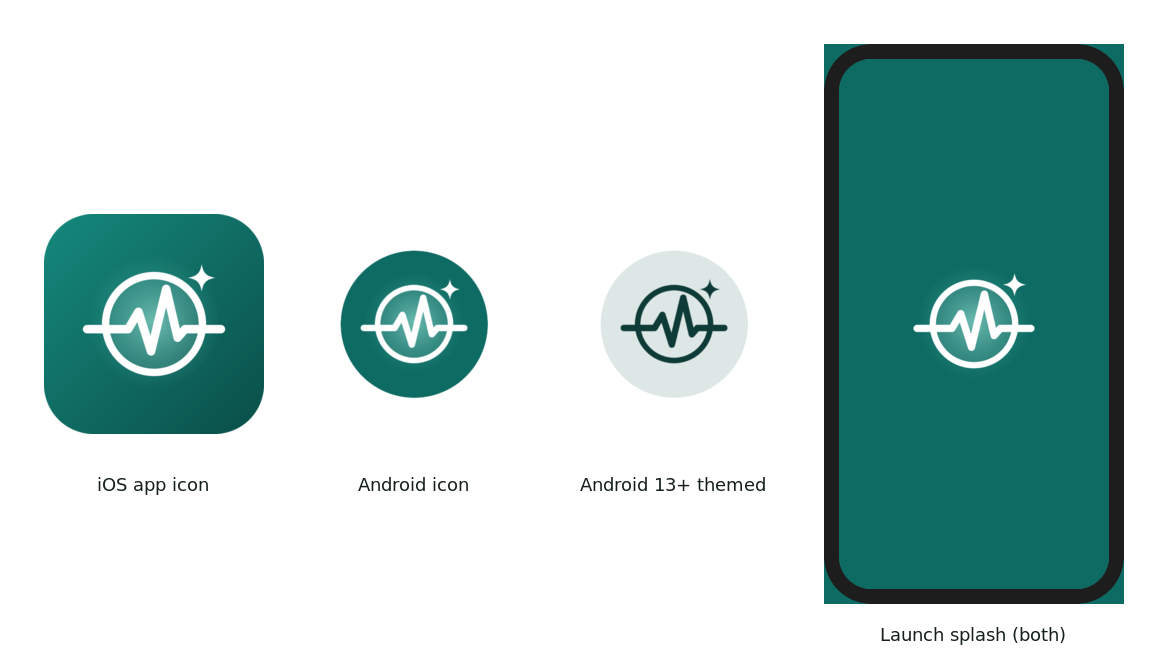 iOS app icon
Android icon
Android 13+ themed
Launch splash (both)